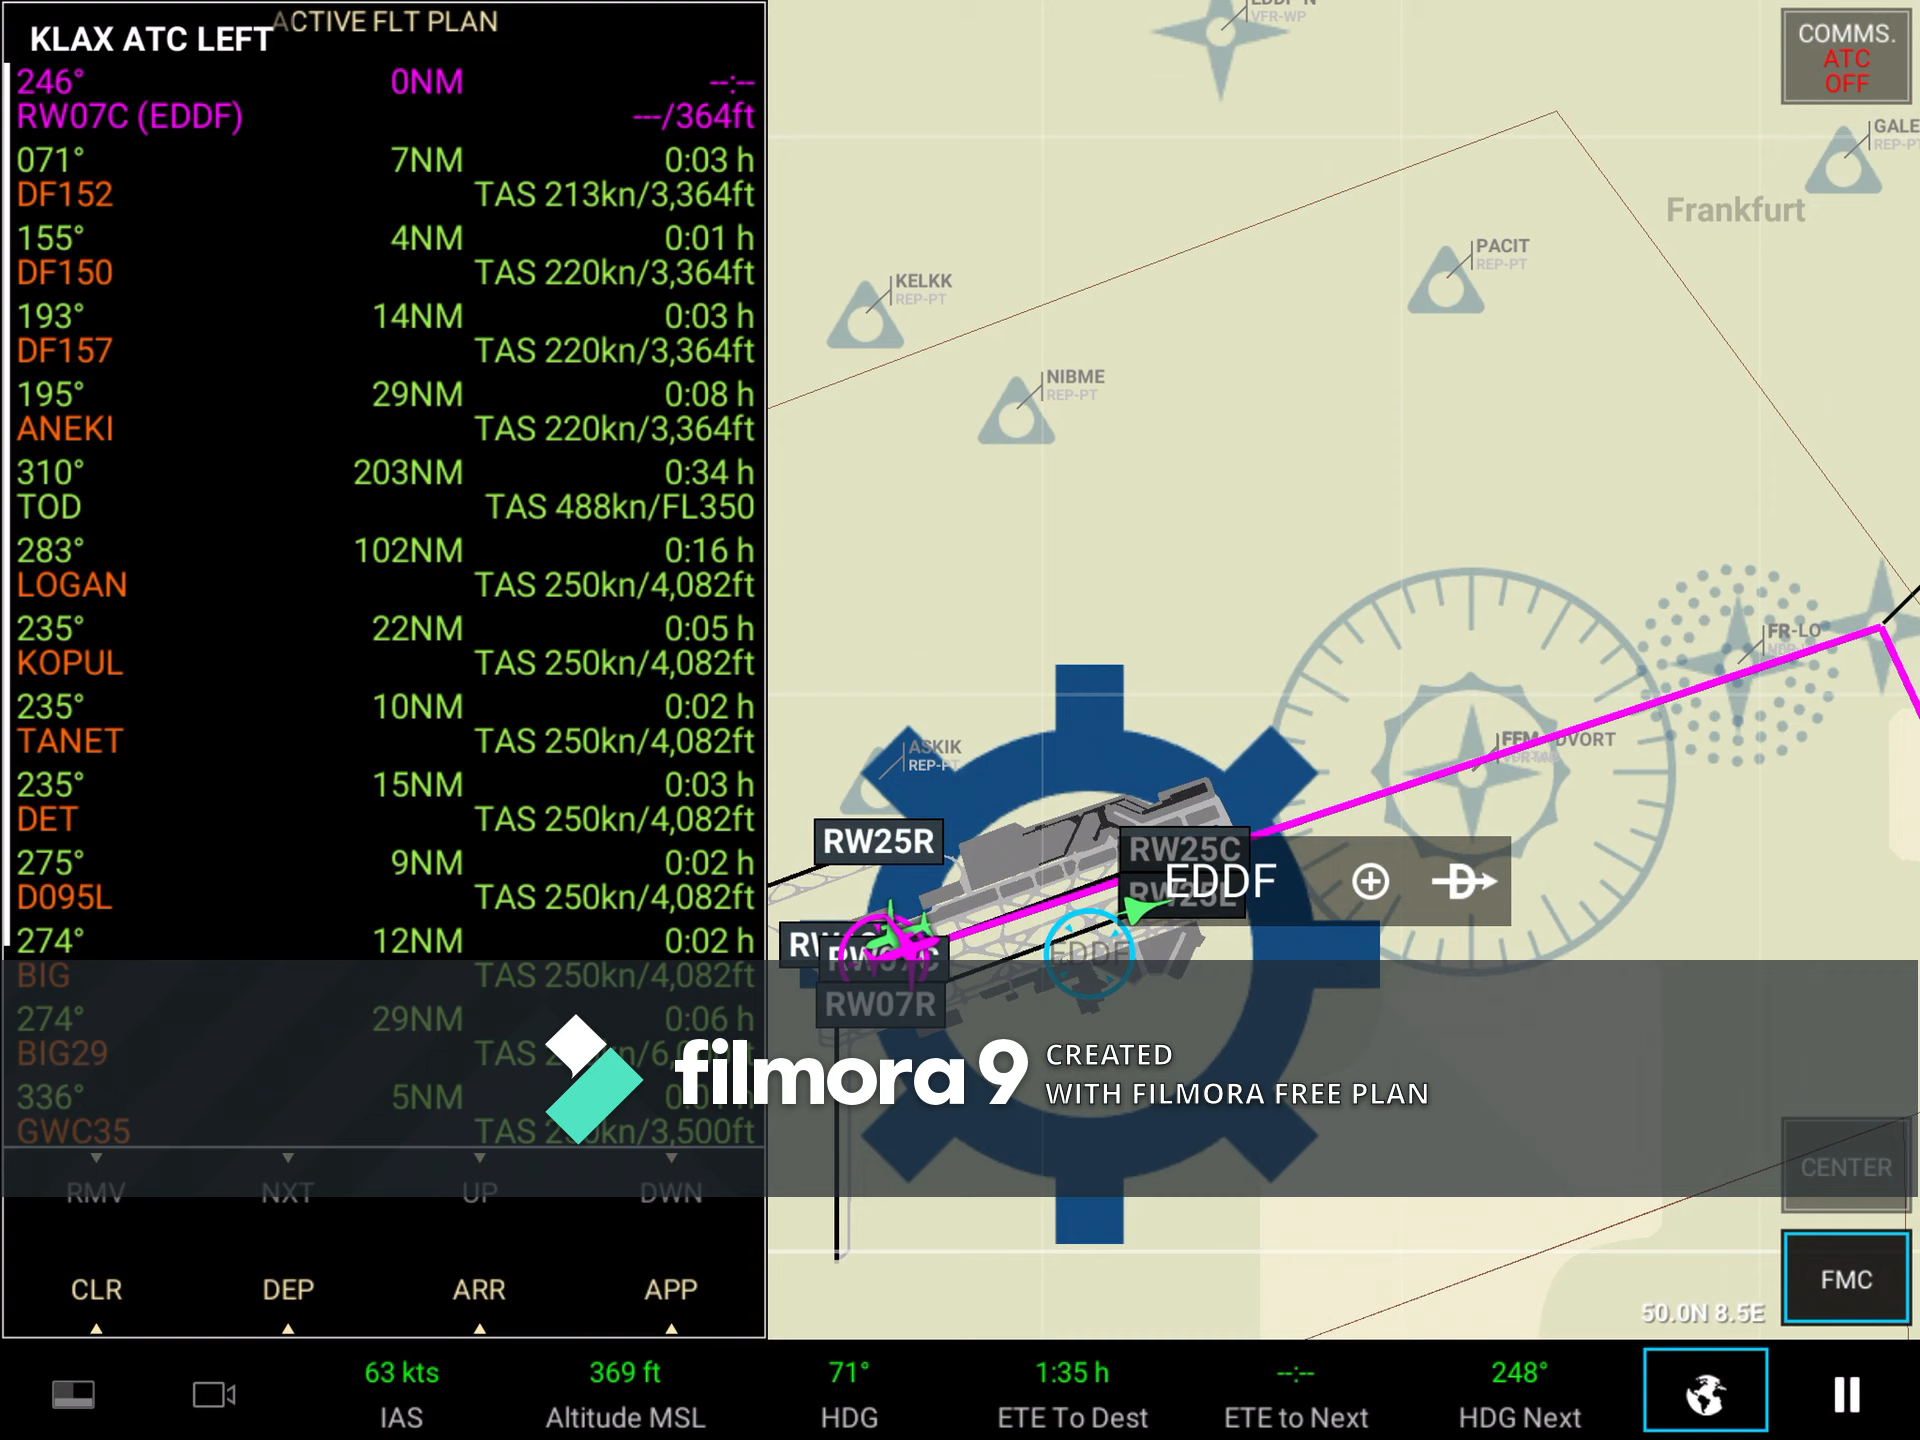 ACTIVE FLT PLAN
KLAX ATC LEFT
246° 0NM --:--
RW07C (EDDF) ---/364ft
071° 7NM 0:03 h
DF152 TAS 213kn/3,364ft
155° 4NM 0:01 h
DF150 TAS 220kn/3,364ft
193° 14NM 0:03 h
DF157 TAS 220kn/3,364ft
195° 29NM 0:08 h
ANEKI TAS 220kn/3,364ft
310° 203NM 0:34 h
TOD TAS 488kn/FL350
283° 102NM 0:16 h
LOGAN TAS 250kn/4,082ft
235° 22NM 0:05 h
KOPUL TAS 250kn/4,082ft
235° 10NM 0:02 h
TANET TAS 250kn/4,082ft
235° 15NM 0:03 h
DET TAS 250kn/4,082ft
275° 9NM 0:02 h
D095L TAS 250kn/4,082ft
274° 12NM 0:02 h
BIG TAS 250kn/4,082ft
274° 29NM 0:06 h
BIG29
336° 5NM
GWC35 TAS
RMV NXT UP DWN
CLR DEP ARR APP
VFR-WP
COMMS.
ATC
OFF
GALE
Frankfurt
PACIT
REP-PT
KELKK
REP-PT
NIBME
REP-PT
FR-LO
FFM
ASKIK
REP-PT
RW25R
RW25C
RW25L
EDDF
EDDF
RW07C
RW07R
filmora9
CREATED
WITH FILMORA FREE PLAN
CENTER
FMC
50.0N 8.5E
63 kts 369 ft 71° 1:35 h --:-- 248°
IAS Altitude MSL HDG ETE To Dest ETE to Next HDG Next